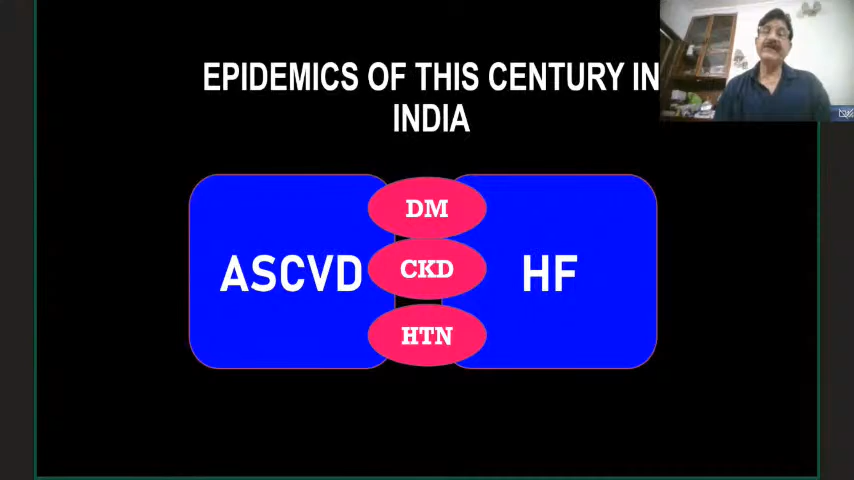 EPIDEMICS OF THIS CENTURY IN
INDIA
DM
ASCVD
CKD
HF
HTN